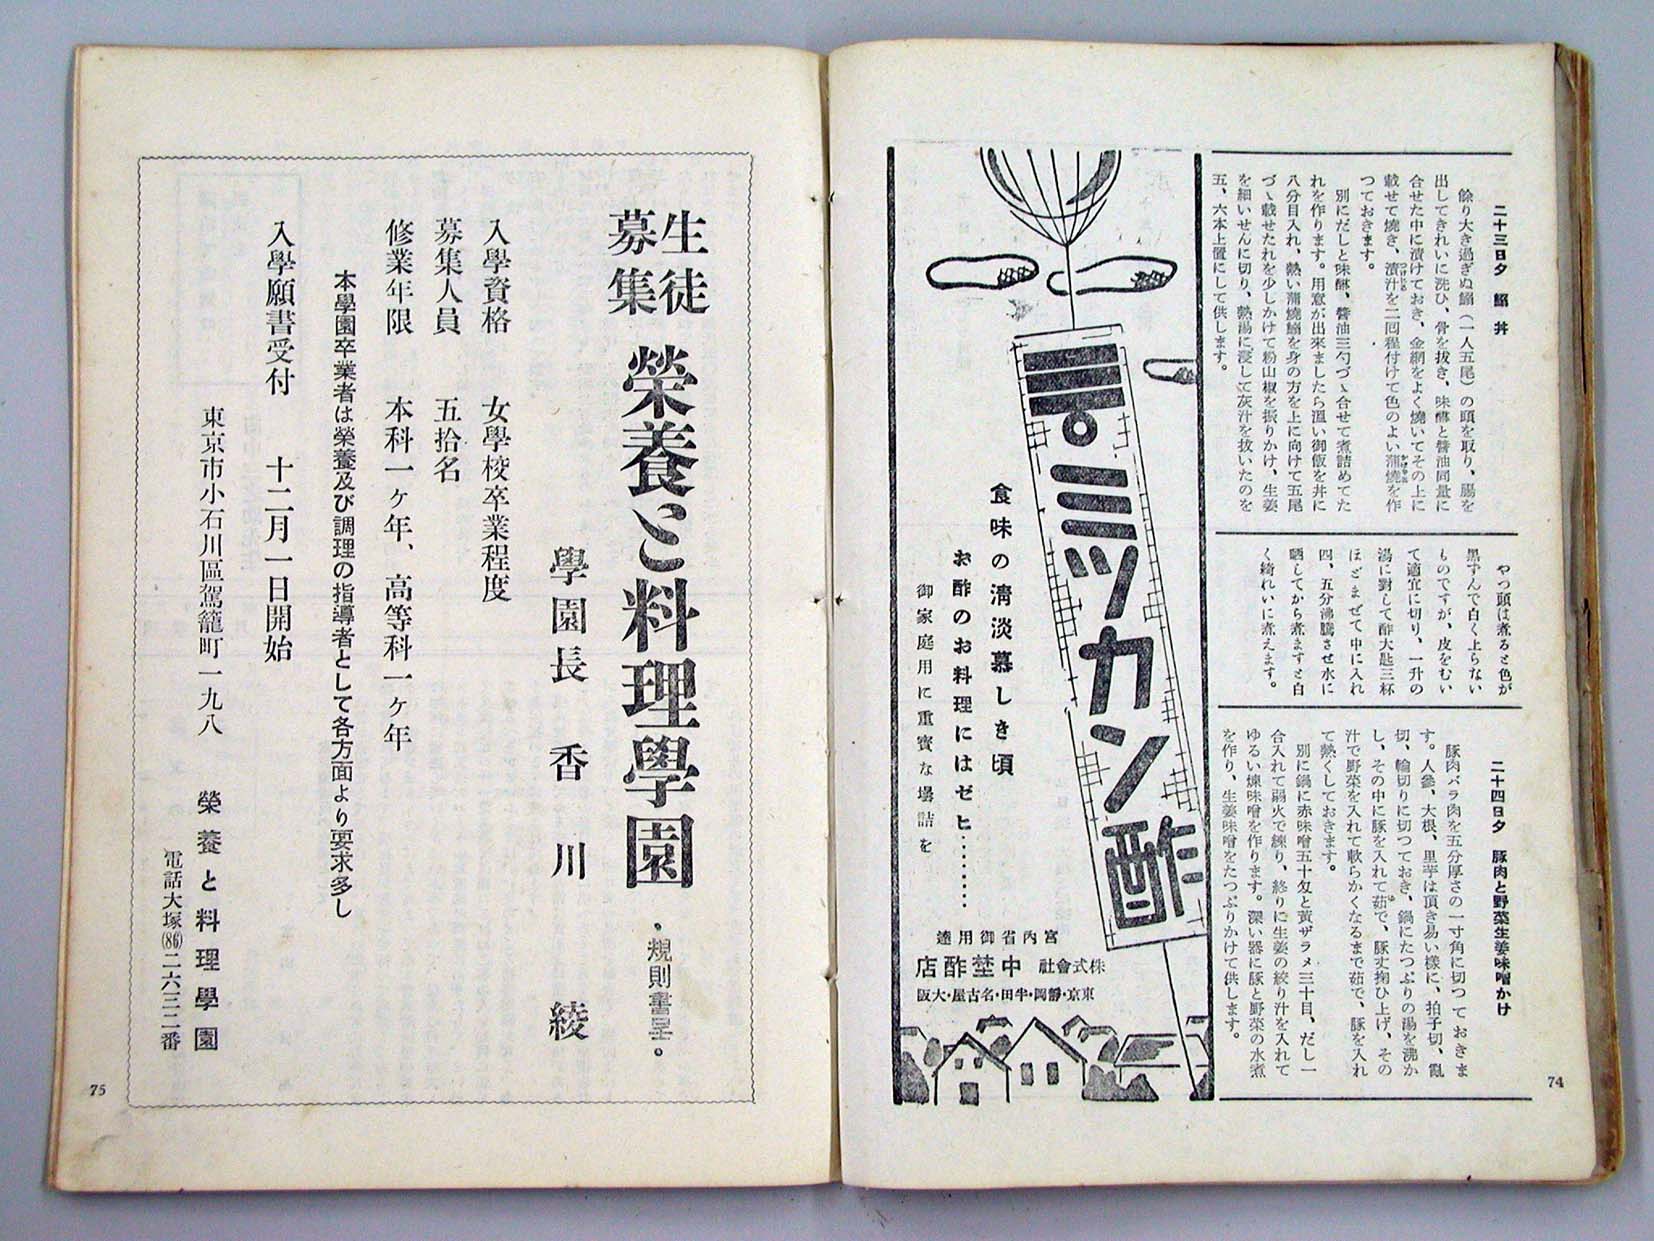 二十三日夕　鰯丼
餘り大き過ぎぬ鰯（一人五尾）の頭を取り，腸を
出してきれいに洗ひ、骨を拔き、味醂と醬油同量に
合せた中に漬けておき、金網をよく燒いてその上に
載せて燒き、漬汁を二囘程付けて色のよい蒲燒を作
つておきます。
別にだしと味醂、醬油三勺づゝ合せて煮詰めてた
れを作ります。用意が出來ましたら溫い御飯を丼に
八分目入れ、熱い蒲燒鰯を身の方を上に向けて五尾
づゝ載せたれを少しかけて粉山椒を振りかけ、生姜
を細いせんに切り、熱湯に浸して灰汁を拔いたのを
五、六本上置にして供します。
やつ頭は煮ると色が
黑ずんで白く上らない
ものですが、皮をむい
て適宜に切り、一升の
湯に對して酢大匙三杯
ほどまぜて中に入れ
四、五分沸騰させ水に
晒してから煮ますと白
く綺れいに煮えます。
二十四日夕　豚肉と野菜生姜味噌かけ
豚肉バラ肉を五分厚さの一寸角に切つておきま
す。人參、大根、里芋は頂き易い樣に、拍子切、亂
切、輪切りに切つておき、鍋にたつぷりの湯を沸か
し、その中に豚を入れて茹で、豚丈掬ひ上げ、その
汁で野菜を入れて軟らかくなるまで茹で、豚を入れ
て熱くしておきます。
別に鍋に赤味噌五十匁と黃ザラメ三十目、だし一
合入れて弱火で練り、終りに生姜の絞り汁を入れて
ゆるい煉味噌を作ります。深い器に豚と野菜の水煮
を作り、生姜味噌をたつぷりかけて供します。
74
ミツカン酢
食味の淸淡慕しき頃
お酢のお料理にはゼヒ………
御家庭用に重寳な壜詰を
達用御省內宮
店酢埜中　社會式株
阪大・屋古名・田半・岡靜・京東
生徒
募集
榮養と料理學園
・規則書呈・
學園長　香川　綾
入學資格　女學校卒業程度
募集人員　五拾名
修業年限　本科一ヶ年、高等科一ヶ年
本學園卒業者は榮養及び調理の指導者として各方面より要求多し
入學願書受付　十二月一日開始
東京市小石川區駕籠町一九八　榮養と料理學園
電話大塚(86)二六三二番
75